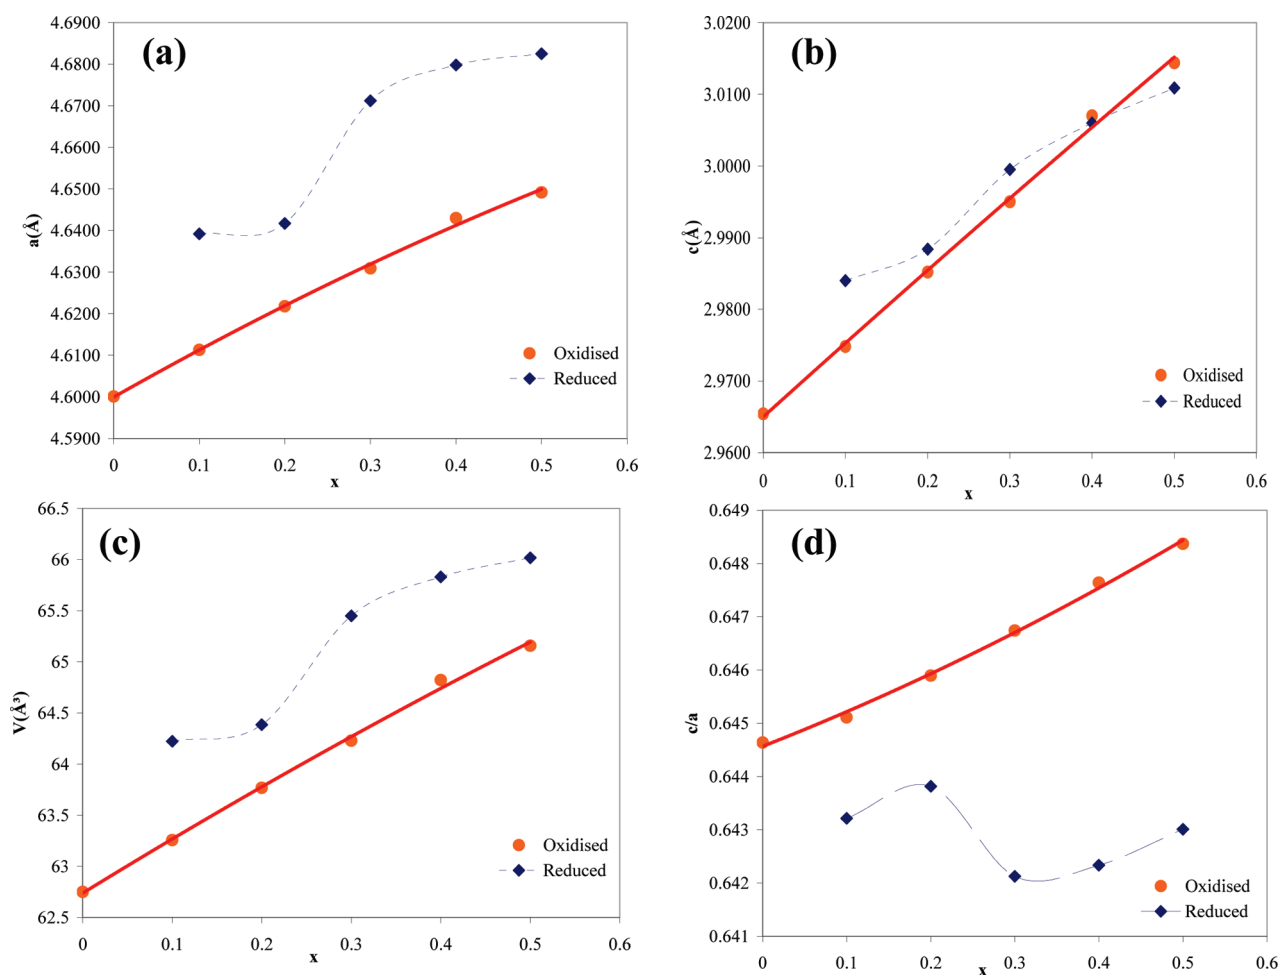 (a)
a(Å)
4.6900
4.6800
4.6700
4.6600
4.6500
4.6400
4.6300
4.6200
4.6100
4.6000
4.5900
Oxidised
Reduced
0 0.1 0.2 0.3 0.4 0.5 0.6
x
(b)
c(Å)
3.0200
3.0100
3.0000
2.9900
2.9800
2.9700
2.9600
Oxidised
Reduced
0 0.1 0.2 0.3 0.4 0.5 0.6
x
(c)
V(Å³)
66.5
66
65.5
65
64.5
64
63.5
63
62.5
Oxidised
Reduced
0 0.1 0.2 0.3 0.4 0.5 0.6
x
(d)
c/a
0.649
0.648
0.647
0.646
0.645
0.644
0.643
0.642
0.641
Oxidised
Reduced
0 0.1 0.2 0.3 0.4 0.5 0.6
x